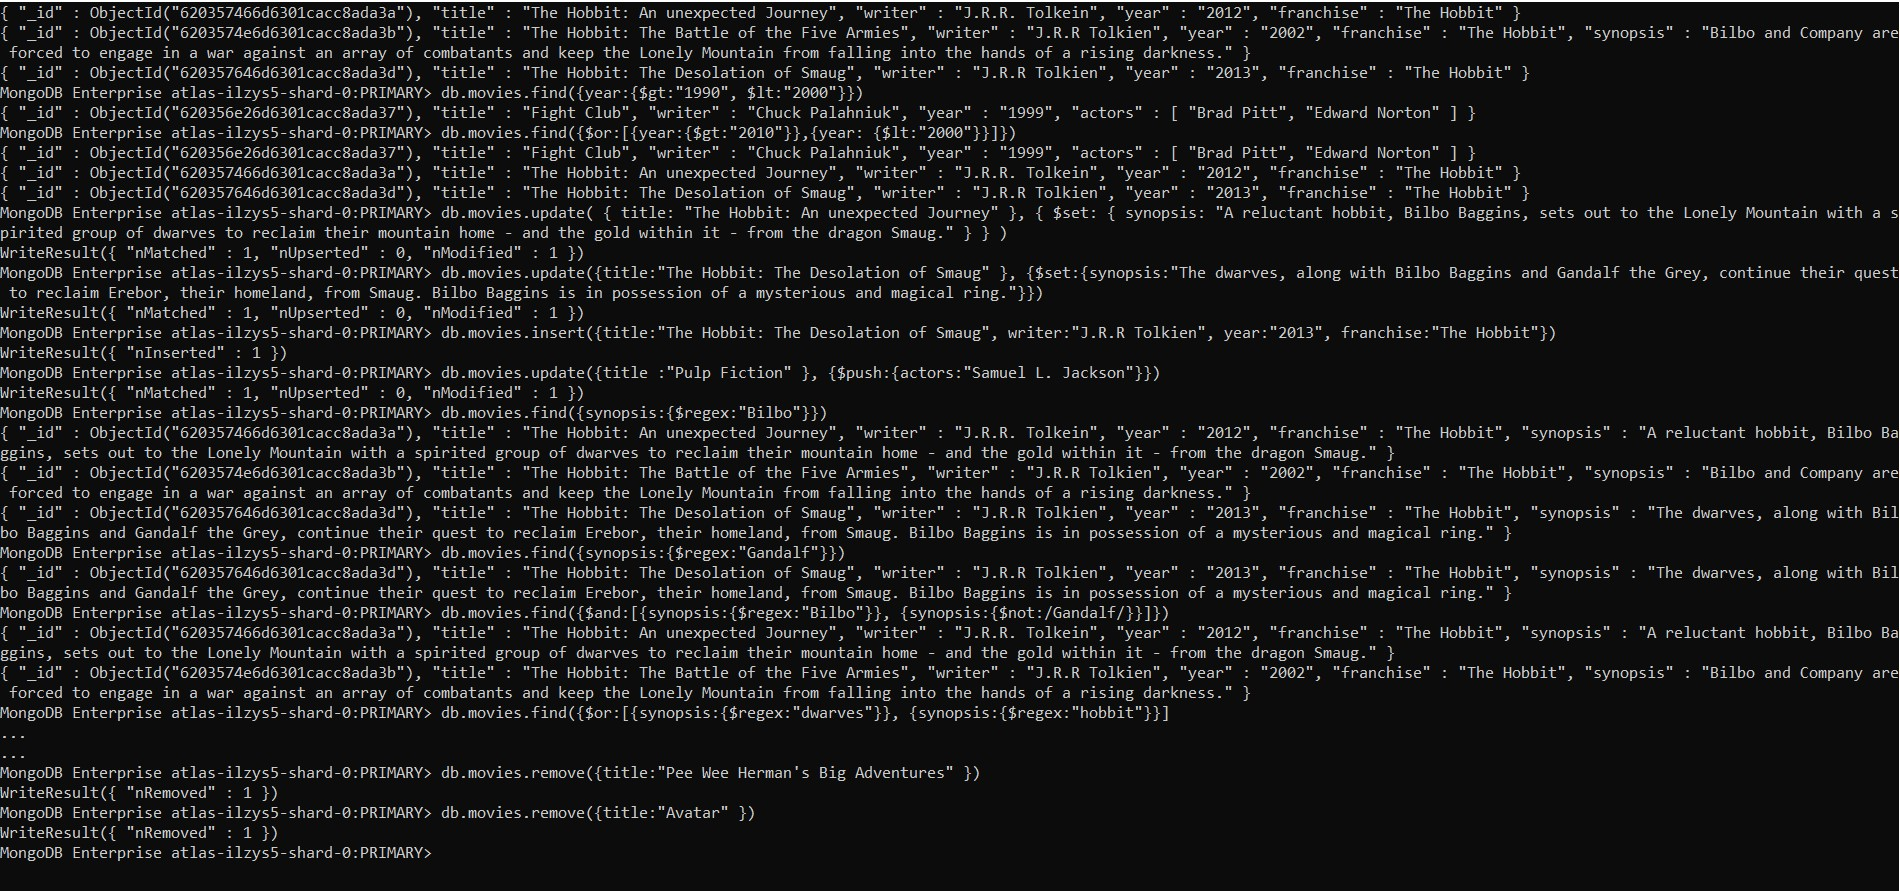 { "_id" : ObjectId("620357466d6301cacc8ada3a"), "title" : "The Hobbit: An unexpected Journey", "writer" : "J.R.R. Tolkein", "year" : "2012", "franchise" : "The Hobbit" }
{ "_id" : ObjectId("6203574e6d6301cacc8ada3b"), "title" : "The Hobbit: The Battle of the Five Armies", "writer" : "J.R.R Tolkien", "year" : "2002", "franchise" : "The Hobbit", "synopsis" : "Bilbo and Company are
 forced to engage in a war against an array of combatants and keep the Lonely Mountain from falling into the hands of a rising darkness." }
{ "_id" : ObjectId("620357646d6301cacc8ada3d"), "title" : "The Hobbit: The Desolation of Smaug", "writer" : "J.R.R Tolkien", "year" : "2013", "franchise" : "The Hobbit" }
MongoDB Enterprise atlas-ilzys5-shard-0:PRIMARY> db.movies.find({year:{$gt:"1990", $lt:"2000"}})
{ "_id" : ObjectId("620356e26d6301cacc8ada37"), "title" : "Fight Club", "writer" : "Chuck Palahniuk", "year" : "1999", "actors" : [ "Brad Pitt", "Edward Norton" ] }
MongoDB Enterprise atlas-ilzys5-shard-0:PRIMARY> db.movies.find({$or:[{year:{$gt:"2010"}},{year: {$lt:"2000"}}]})
{ "_id" : ObjectId("620356e26d6301cacc8ada37"), "title" : "Fight Club", "writer" : "Chuck Palahniuk", "year" : "1999", "actors" : [ "Brad Pitt", "Edward Norton" ] }
{ "_id" : ObjectId("620357466d6301cacc8ada3a"), "title" : "The Hobbit: An unexpected Journey", "writer" : "J.R.R. Tolkein", "year" : "2012", "franchise" : "The Hobbit" }
{ "_id" : ObjectId("620357646d6301cacc8ada3d"), "title" : "The Hobbit: The Desolation of Smaug", "writer" : "J.R.R Tolkien", "year" : "2013", "franchise" : "The Hobbit" }
MongoDB Enterprise atlas-ilzys5-shard-0:PRIMARY> db.movies.update( { title: "The Hobbit: An unexpected Journey" }, { $set: { synopsis: "A reluctant hobbit, Bilbo Baggins, sets out to the Lonely Mountain with a s
pirited group of dwarves to reclaim their mountain home - and the gold within it - from the dragon Smaug." } } )
WriteResult({ "nMatched" : 1, "nUpserted" : 0, "nModified" : 1 })
MongoDB Enterprise atlas-ilzys5-shard-0:PRIMARY> db.movies.update({title:"The Hobbit: The Desolation of Smaug" }, {$set:{synopsis:"The dwarves, along with Bilbo Baggins and Gandalf the Grey, continue their quest
 to reclaim Erebor, their homeland, from Smaug. Bilbo Baggins is in possession of a mysterious and magical ring."}})
WriteResult({ "nMatched" : 1, "nUpserted" : 0, "nModified" : 1 })
MongoDB Enterprise atlas-ilzys5-shard-0:PRIMARY> db.movies.insert({title:"The Hobbit: The Desolation of Smaug", writer:"J.R.R Tolkien", year:"2013", franchise:"The Hobbit"})
WriteResult({ "nInserted" : 1 })
MongoDB Enterprise atlas-ilzys5-shard-0:PRIMARY> db.movies.update({title :"Pulp Fiction" }, {$push:{actors:"Samuel L. Jackson"}})
WriteResult({ "nMatched" : 1, "nUpserted" : 0, "nModified" : 1 })
MongoDB Enterprise atlas-ilzys5-shard-0:PRIMARY> db.movies.find({synopsis:{$regex:"Bilbo"}})
{ "_id" : ObjectId("620357466d6301cacc8ada3a"), "title" : "The Hobbit: An unexpected Journey", "writer" : "J.R.R. Tolkein", "year" : "2012", "franchise" : "The Hobbit", "synopsis" : "A reluctant hobbit, Bilbo Ba
ggins, sets out to the Lonely Mountain with a spirited group of dwarves to reclaim their mountain home - and the gold within it - from the dragon Smaug." }
{ "_id" : ObjectId("6203574e6d6301cacc8ada3b"), "title" : "The Hobbit: The Battle of the Five Armies", "writer" : "J.R.R Tolkien", "year" : "2002", "franchise" : "The Hobbit", "synopsis" : "Bilbo and Company are
 forced to engage in a war against an array of combatants and keep the Lonely Mountain from falling into the hands of a rising darkness." }
{ "_id" : ObjectId("620357646d6301cacc8ada3d"), "title" : "The Hobbit: The Desolation of Smaug", "writer" : "J.R.R Tolkien", "year" : "2013", "franchise" : "The Hobbit", "synopsis" : "The dwarves, along with Bil
bo Baggins and Gandalf the Grey, continue their quest to reclaim Erebor, their homeland, from Smaug. Bilbo Baggins is in possession of a mysterious and magical ring." }
MongoDB Enterprise atlas-ilzys5-shard-0:PRIMARY> db.movies.find({synopsis:{$regex:"Gandalf"}})
{ "_id" : ObjectId("620357646d6301cacc8ada3d"), "title" : "The Hobbit: The Desolation of Smaug", "writer" : "J.R.R Tolkien", "year" : "2013", "franchise" : "The Hobbit", "synopsis" : "The dwarves, along with Bil
bo Baggins and Gandalf the Grey, continue their quest to reclaim Erebor, their homeland, from Smaug. Bilbo Baggins is in possession of a mysterious and magical ring." }
MongoDB Enterprise atlas-ilzys5-shard-0:PRIMARY> db.movies.find({$and:[{synopsis:{$regex:"Bilbo"}}, {synopsis:{$not:/Gandalf/}}]})
{ "_id" : ObjectId("620357466d6301cacc8ada3a"), "title" : "The Hobbit: An unexpected Journey", "writer" : "J.R.R. Tolkein", "year" : "2012", "franchise" : "The Hobbit", "synopsis" : "A reluctant hobbit, Bilbo Ba
ggins, sets out to the Lonely Mountain with a spirited group of dwarves to reclaim their mountain home - and the gold within it - from the dragon Smaug." }
{ "_id" : ObjectId("6203574e6d6301cacc8ada3b"), "title" : "The Hobbit: The Battle of the Five Armies", "writer" : "J.R.R Tolkien", "year" : "2002", "franchise" : "The Hobbit", "synopsis" : "Bilbo and Company are
 forced to engage in a war against an array of combatants and keep the Lonely Mountain from falling into the hands of a rising darkness." }
MongoDB Enterprise atlas-ilzys5-shard-0:PRIMARY> db.movies.find({$or:[{synopsis:{$regex:"dwarves"}}, {synopsis:{$regex:"hobbit"}}]
...
...
MongoDB Enterprise atlas-ilzys5-shard-0:PRIMARY> db.movies.remove({title:"Pee Wee Herman's Big Adventures" })
WriteResult({ "nRemoved" : 1 })
MongoDB Enterprise atlas-ilzys5-shard-0:PRIMARY> db.movies.remove({title:"Avatar" })
WriteResult({ "nRemoved" : 1 })
MongoDB Enterprise atlas-ilzys5-shard-0:PRIMARY>